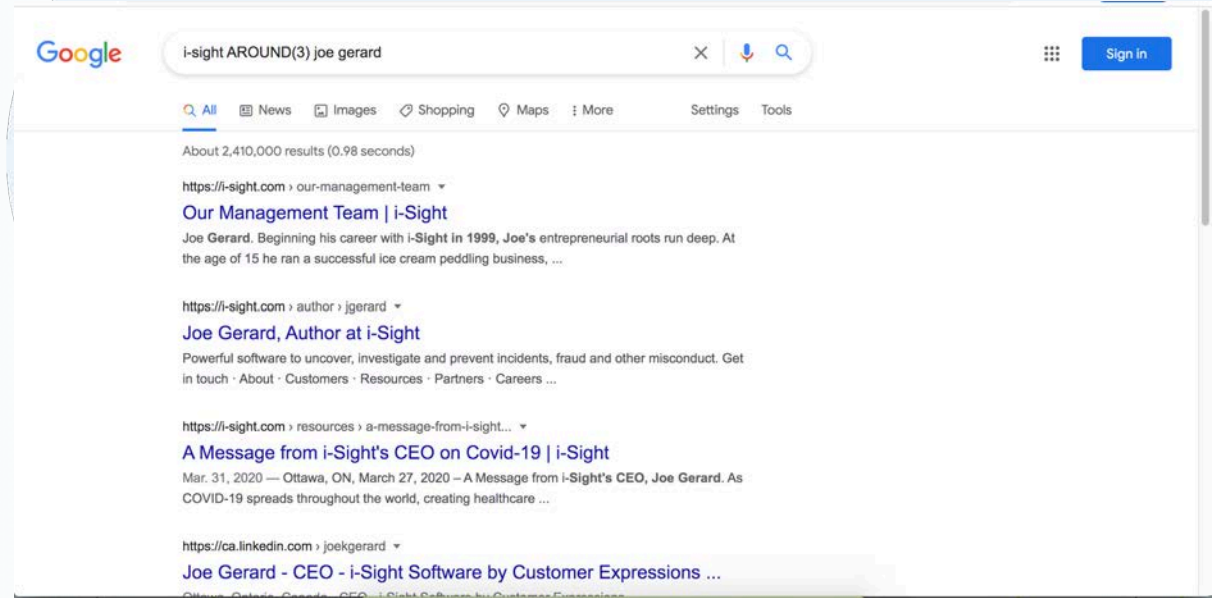 Google
i-sight AROUND(3) joe gerard
Sign in
All News Images Shopping Maps More Settings Tools
About 2,410,000 results (0.98 seconds)
https://i-sight.com › our-management-team
Our Management Team | i-Sight
Joe Gerard. Beginning his career with i-Sight in 1999, Joe's entrepreneurial roots run deep. At
the age of 15 he ran a successful ice cream peddling business, ...
https://i-sight.com › author › jgerard
Joe Gerard, Author at i-Sight
Powerful software to uncover, investigate and prevent incidents, fraud and other misconduct. Get
in touch · About · Customers · Resources · Partners · Careers ...
https://i-sight.com › resources › a-message-from-i-sight...
A Message from i-Sight's CEO on Covid-19 | i-Sight
Mar. 31, 2020 — Ottawa, ON, March 27, 2020 – A Message from i-Sight's CEO, Joe Gerard. As
COVID-19 spreads throughout the world, creating healthcare ...
https://ca.linkedin.com › joekgerard
Joe Gerard - CEO - i-Sight Software by Customer Expressions ...